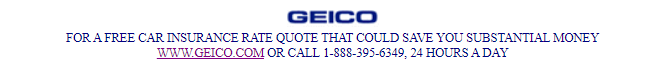 GEICO
FOR A FREE CAR INSURANCE RATE QUOTE THAT COULD SAVE YOU SUBSTANTIAL MONEY
WWW.GEICO.COM OR CALL 1-888-395-6349, 24 HOURS A DAY